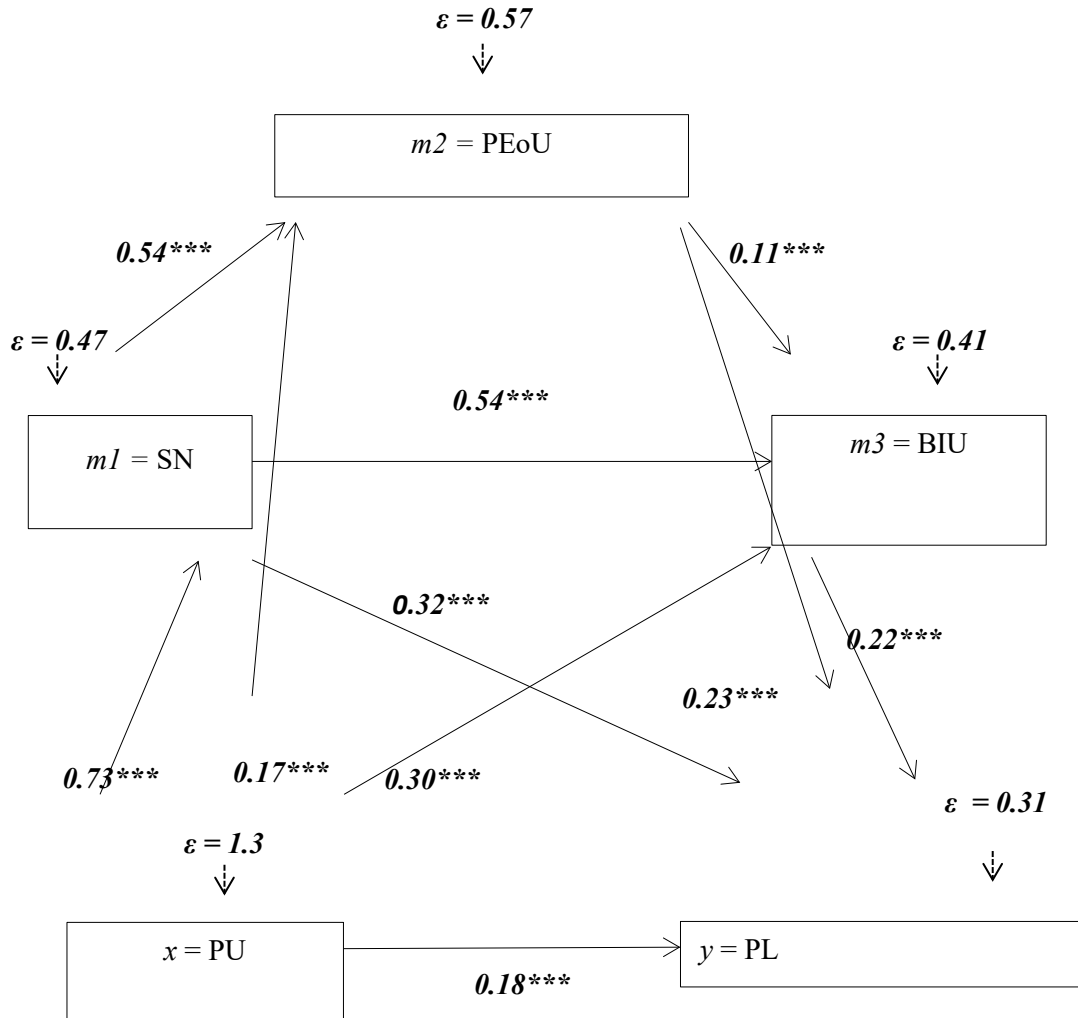 ε = 0.57
m2 = PEoU
0.54***
0.11***
ε = 0.47
ε = 0.41
0.54***
m1 = SN
m3 = BIU
0.32***
0.22***
0.23***
0.73***
0.17***
0.30***
ε = 0.31
ε = 1.3
x = PU
y = PL
0.18***